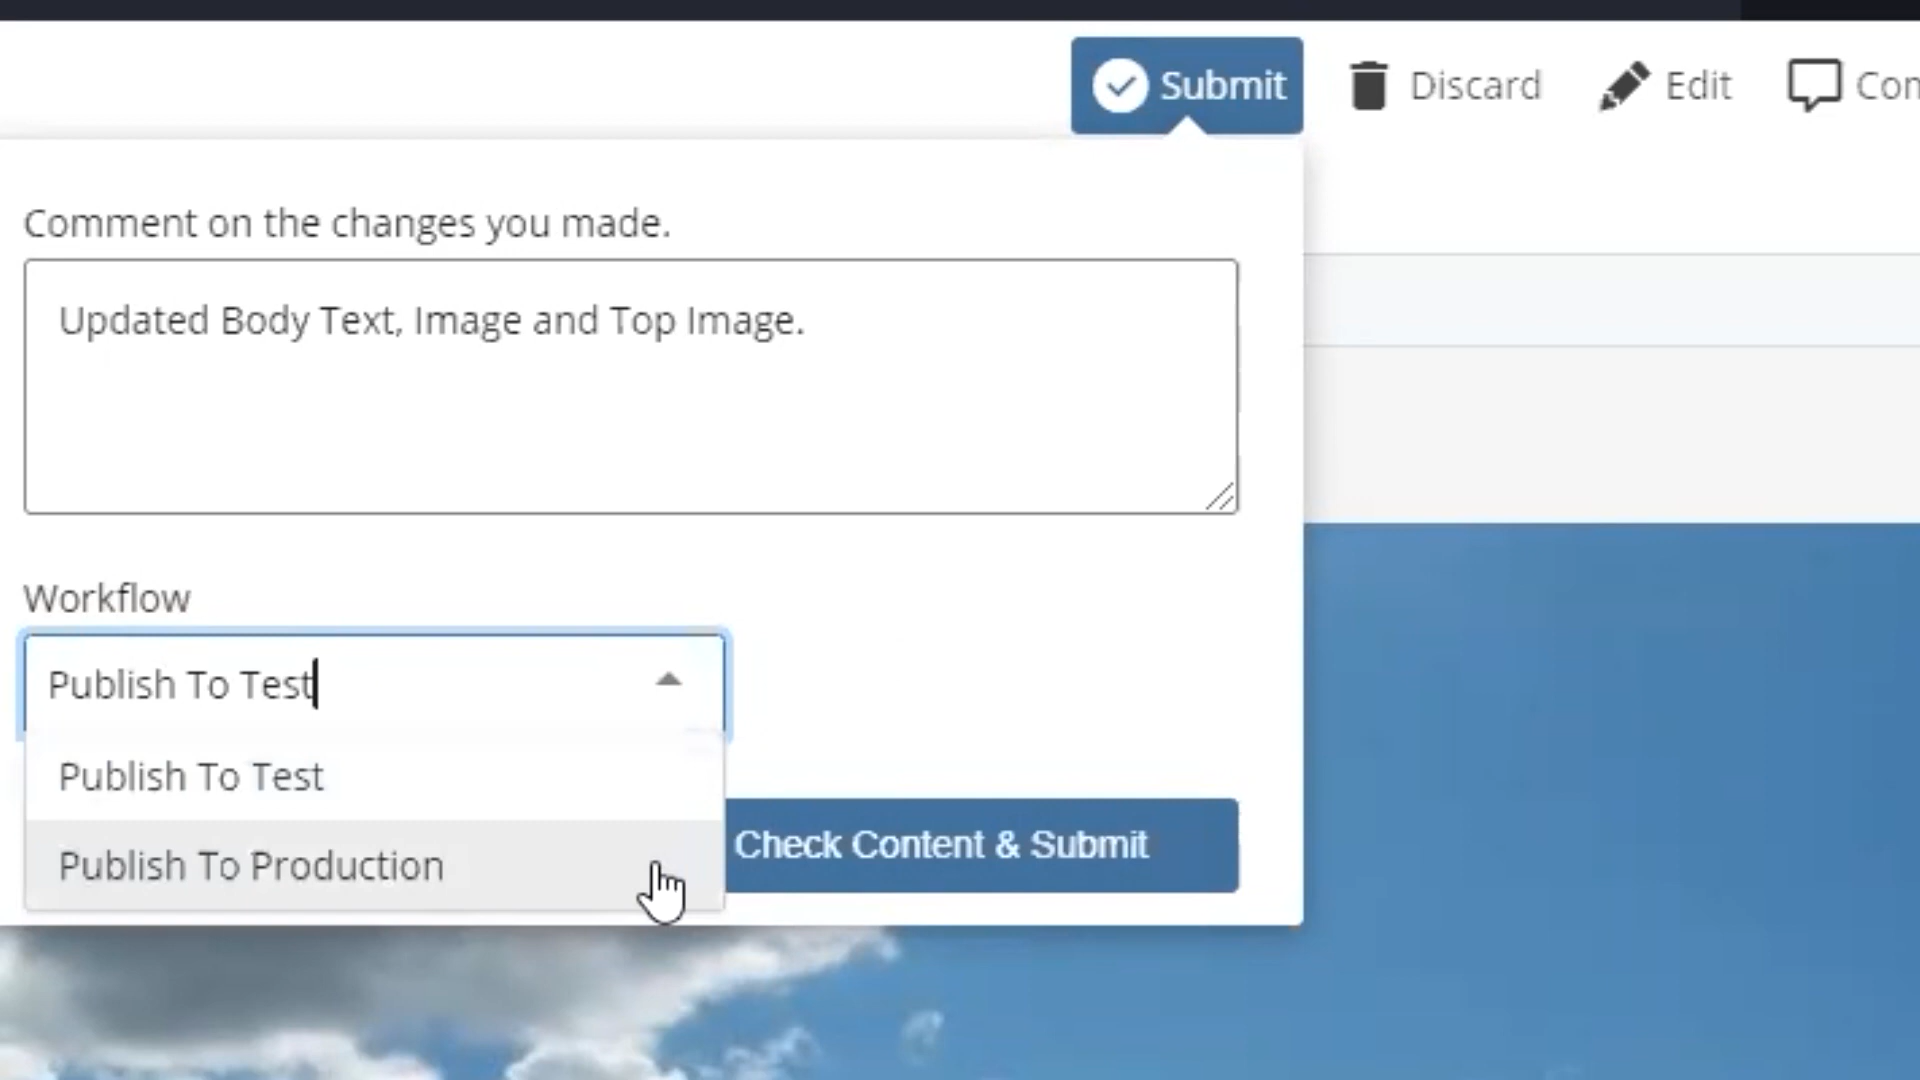 Submit
Discard
Edit
Comment on the changes you made.
Updated Body Text, Image and Top Image.
Workflow
Publish To Test
Publish To Test
Publish To Production
Check Content & Submit